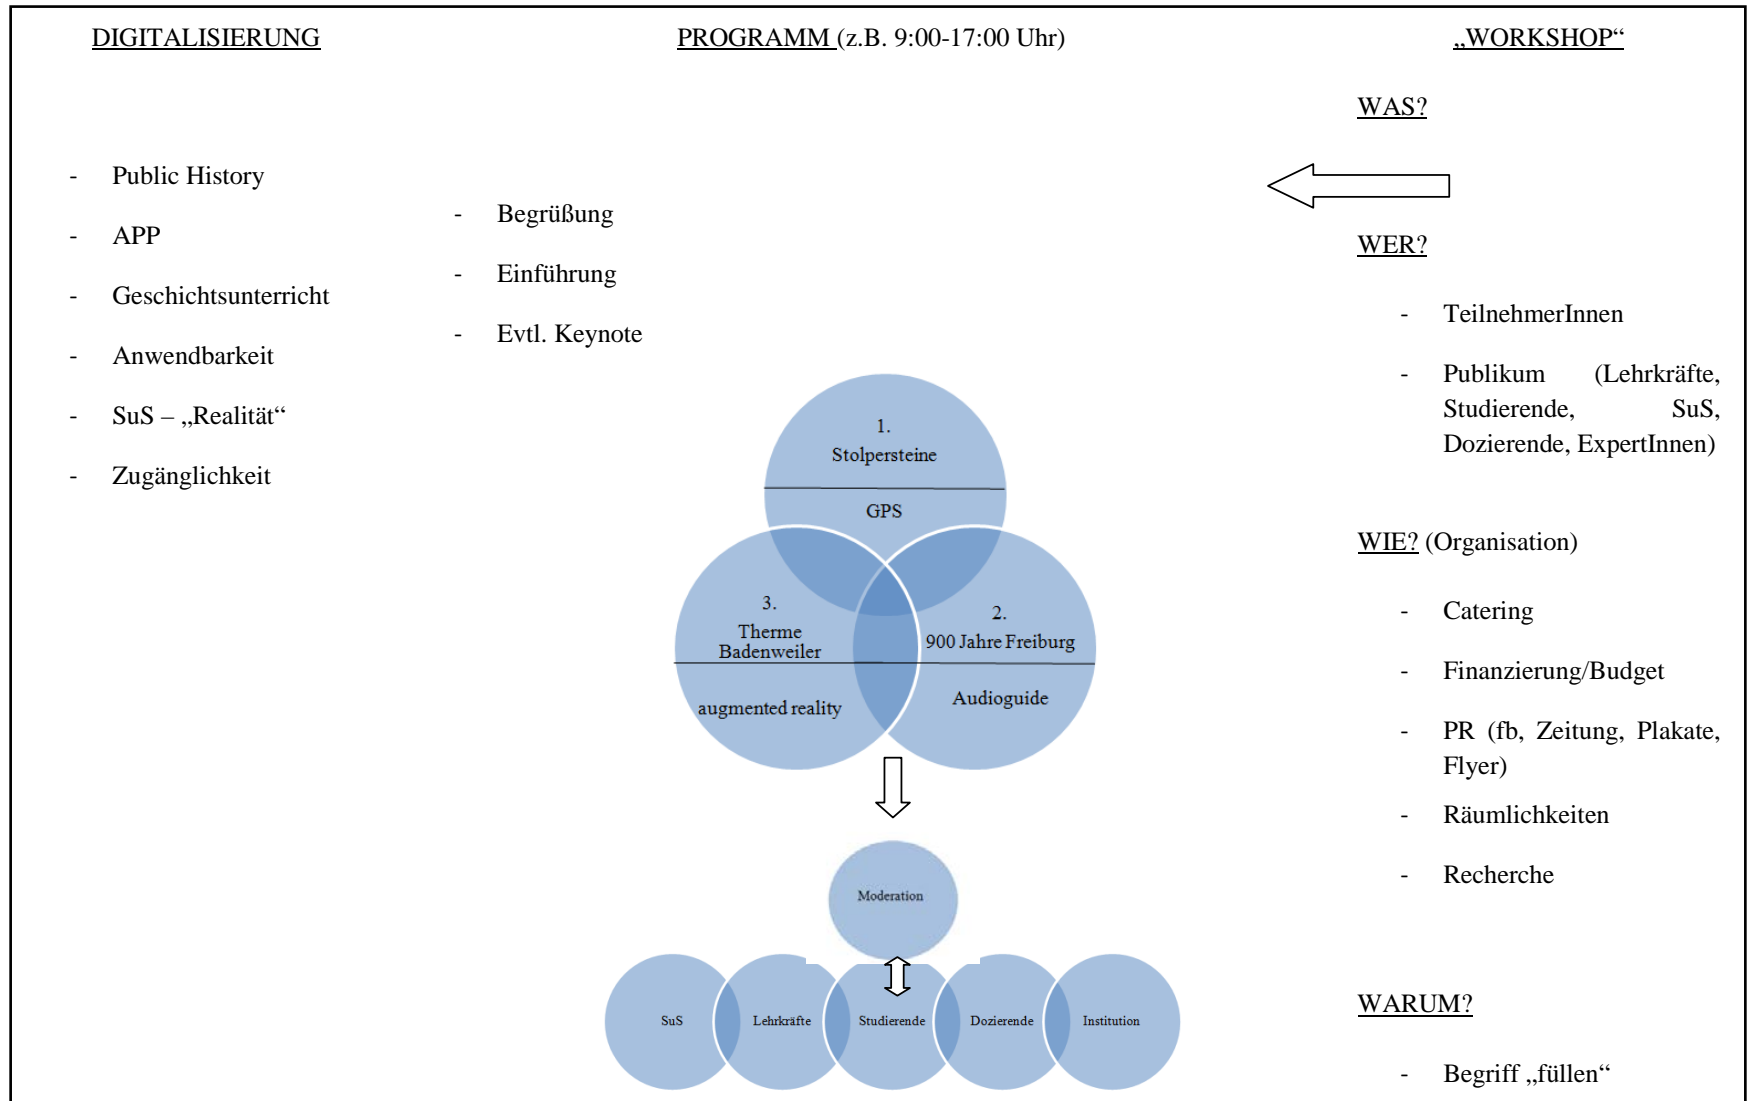 DIGITALISIERUNG
- Public History
- APP
- Geschichtsunterricht
- Anwendbarkeit
- SuS – „Realität“
- Zugänglichkeit
PROGRAMM (z.B. 9:00-17:00 Uhr)
- Begrüßung
- Einführung
- Evtl. Keynote
1.
Stolpersteine
GPS
3.
Therme
Badenweiler
augmented reality
2.
900 Jahre Freiburg
Audioguide
Moderation
SuS
Lehrkräfte
Studierende
Dozierende
Institution
„WORKSHOP“
WAS?
WER?
- TeilnehmerInnen
- Publikum (Lehrkräfte,
Studierende, SuS,
Dozierende, ExpertInnen)
WIE? (Organisation)
- Catering
- Finanzierung/Budget
- PR (fb, Zeitung, Plakate,
Flyer)
- Räumlichkeiten
- Recherche
WARUM?
- Begriff „füllen“